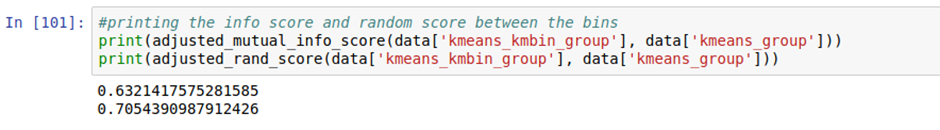 In [101]: #printing the info score and random score between the bins
print(adjusted_mutual_info_score(data['kmeans_kmbin_group'], data['kmeans_group']))
print(adjusted_rand_score(data['kmeans_kmbin_group'], data['kmeans_group']))
0.6321417575281585
0.7054390987912426